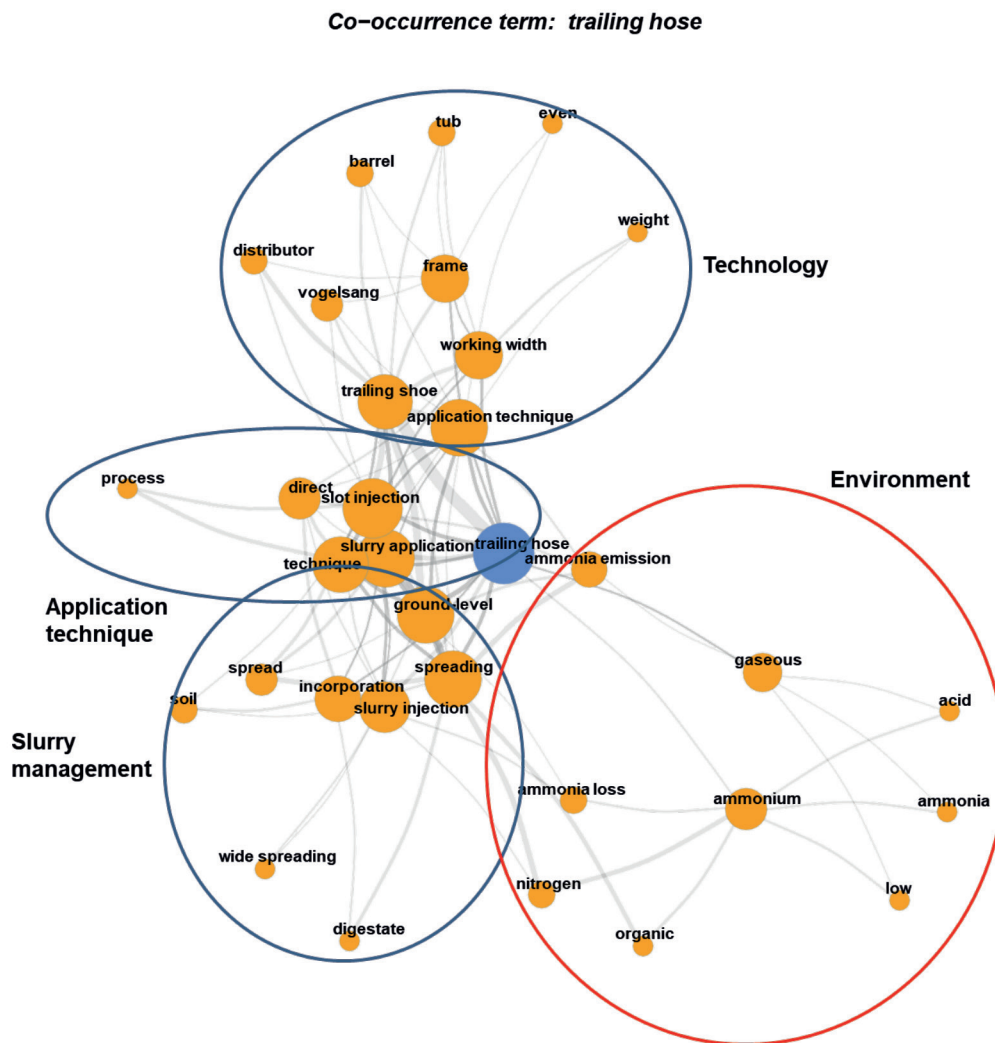 Co−occurrence term: trailing hose
tub
even
barrel
weight
distributor
frame
Technology
vogelsang
working width
trailing shoe
application technique
process
direct
slot injection
Environment
trailing hose
slurry application
ammonia emission
technique
Application
technique
ground-level
gaseous
spread
spreading
incorporation
soil
slurry injection
acid
Slurry
management
ammonia loss
ammonium
ammonia
wide spreading
nitrogen
low
digestate
organic